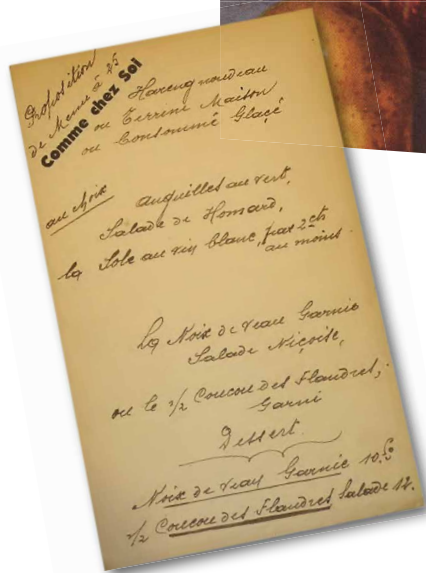 Proposition
de Menu à 25
Comme chez Soi
Hareng nouveau
ou Terrine Maison
ou Consommé Glacé
au choix
anguilles au vert,
Salade de Homard,
la Sole au vin blanc, par 2 cts
au moins.
La Noix de Veau Garnie
Salade Niçoise,
ou le 1/2 Coucou des Flandres,
Garni
Dessert.
Noix de Veau Garnie 10.
1/2 Coucou des Flandres Salade 12.